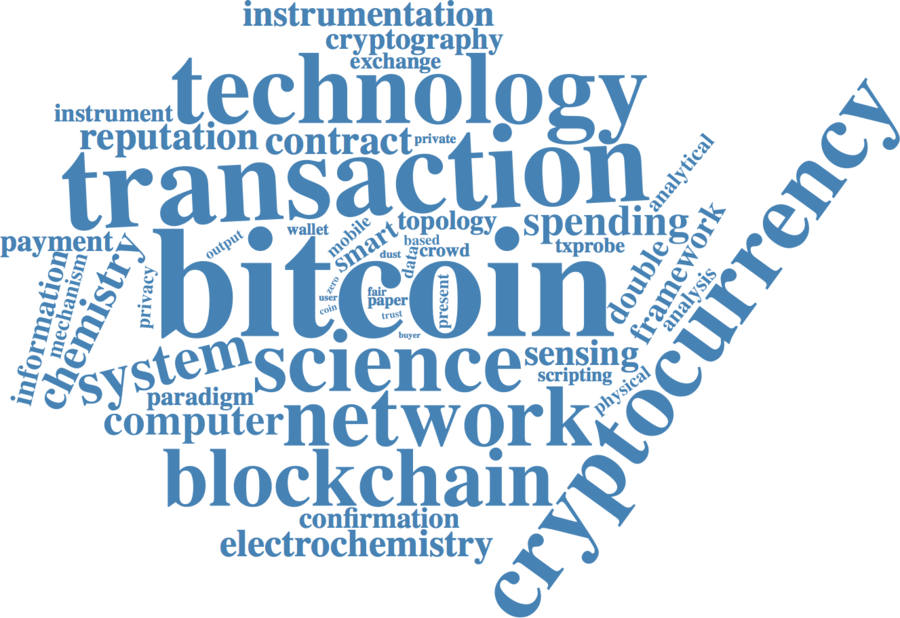 instrumentation
cryptography
exchange
technology
instrument
reputation
contract
private
transaction
analytical
cryptocurrency
payment
output
wallet
mobile
smart
topology
based
crowd
dust
data
spending
txprobe
double
framework
analysis
information
mechanism
chemistry
privacy
bitcoin
zero
user
coin
fair
paper
trust
buyer
present
system
science
sensing
scripting
physical
paradigm
computer
network
blockchain
confirmation
electrochemistry